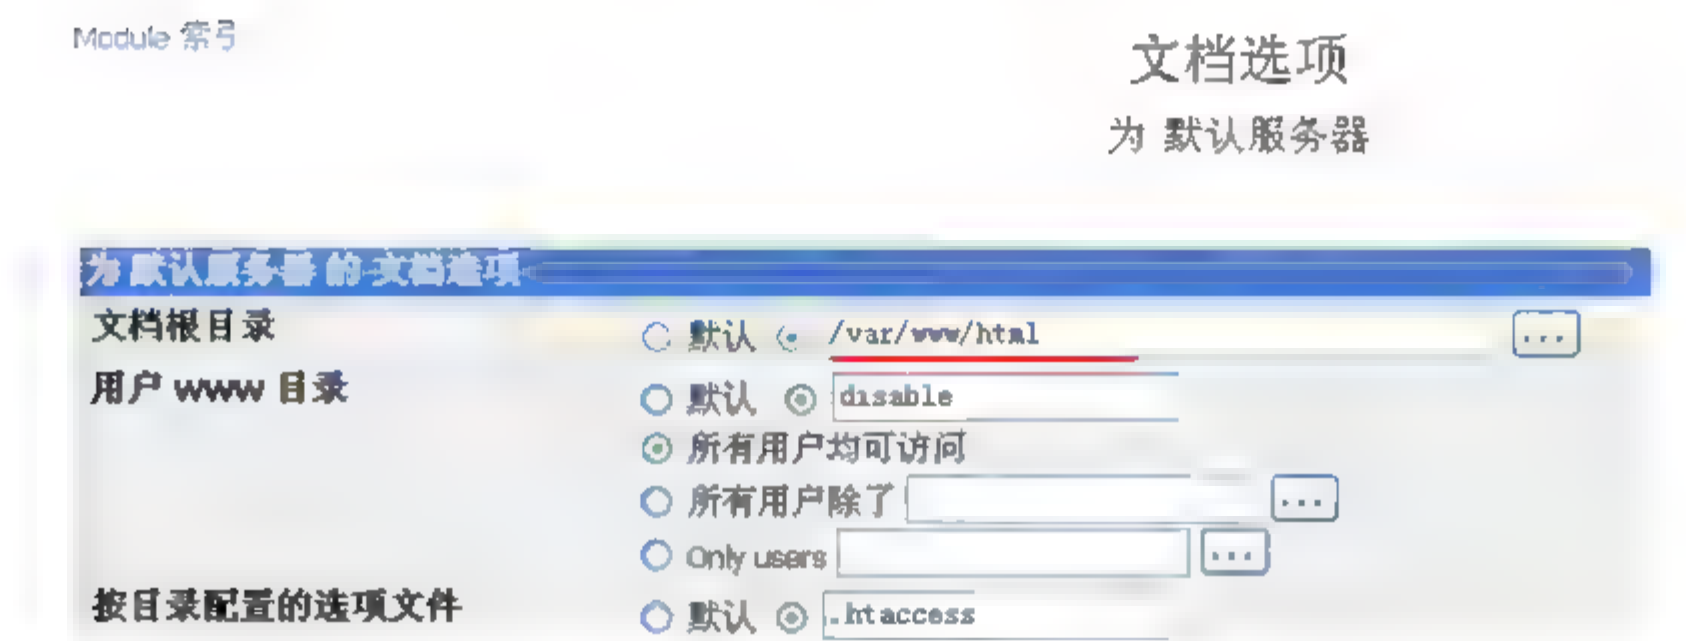 Module 索引
文档选项
为 默认服务器
为 默认服务器 的 文档选项
文档根目录 默认 /var/www/html ...
用户 www 目录 默认 disable
所有用户均可访问
所有用户除了 ...
Only users ...
按目录配置的选项文件 默认 .htaccess